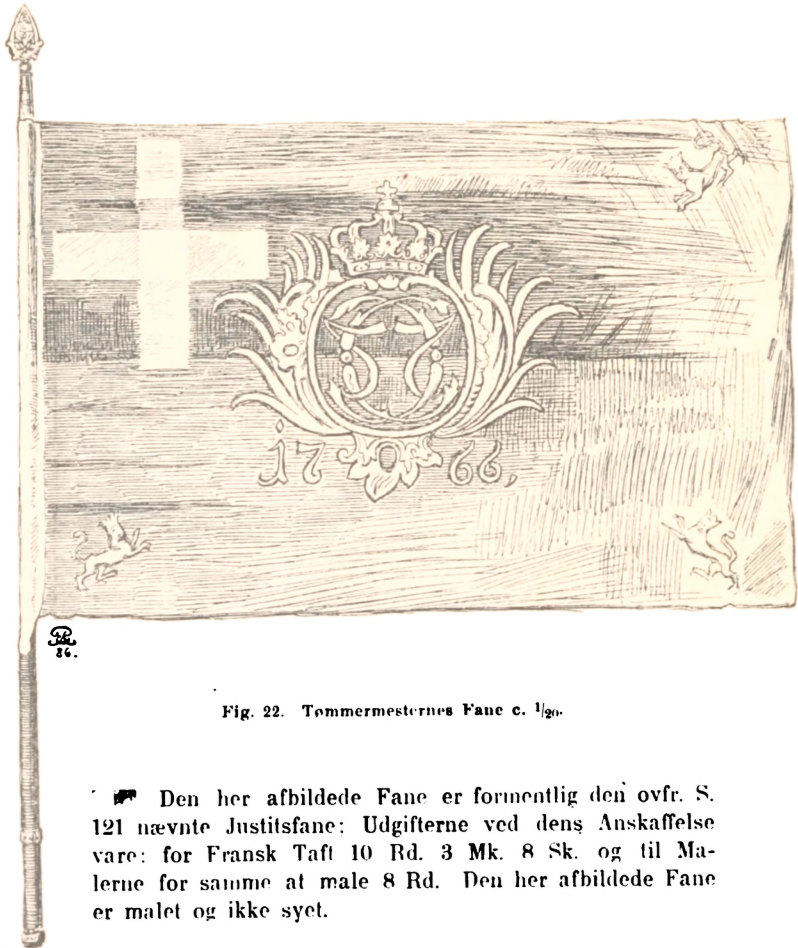 1766,
86.
Fig. 22. Tømmermesternes Fane c. 1/20.
Den her afbildede Fane er formentlig den ovfr. S.
121 nævnte Justitsfane; Udgifterne ved dens Anskaffelse
vare: for Fransk Taft 10 Rd. 3 Mk. 8 Sk. og til Ma-
lerne for samme at male 8 Rd. Den her afbildede Fane
er malet og ikke syet.